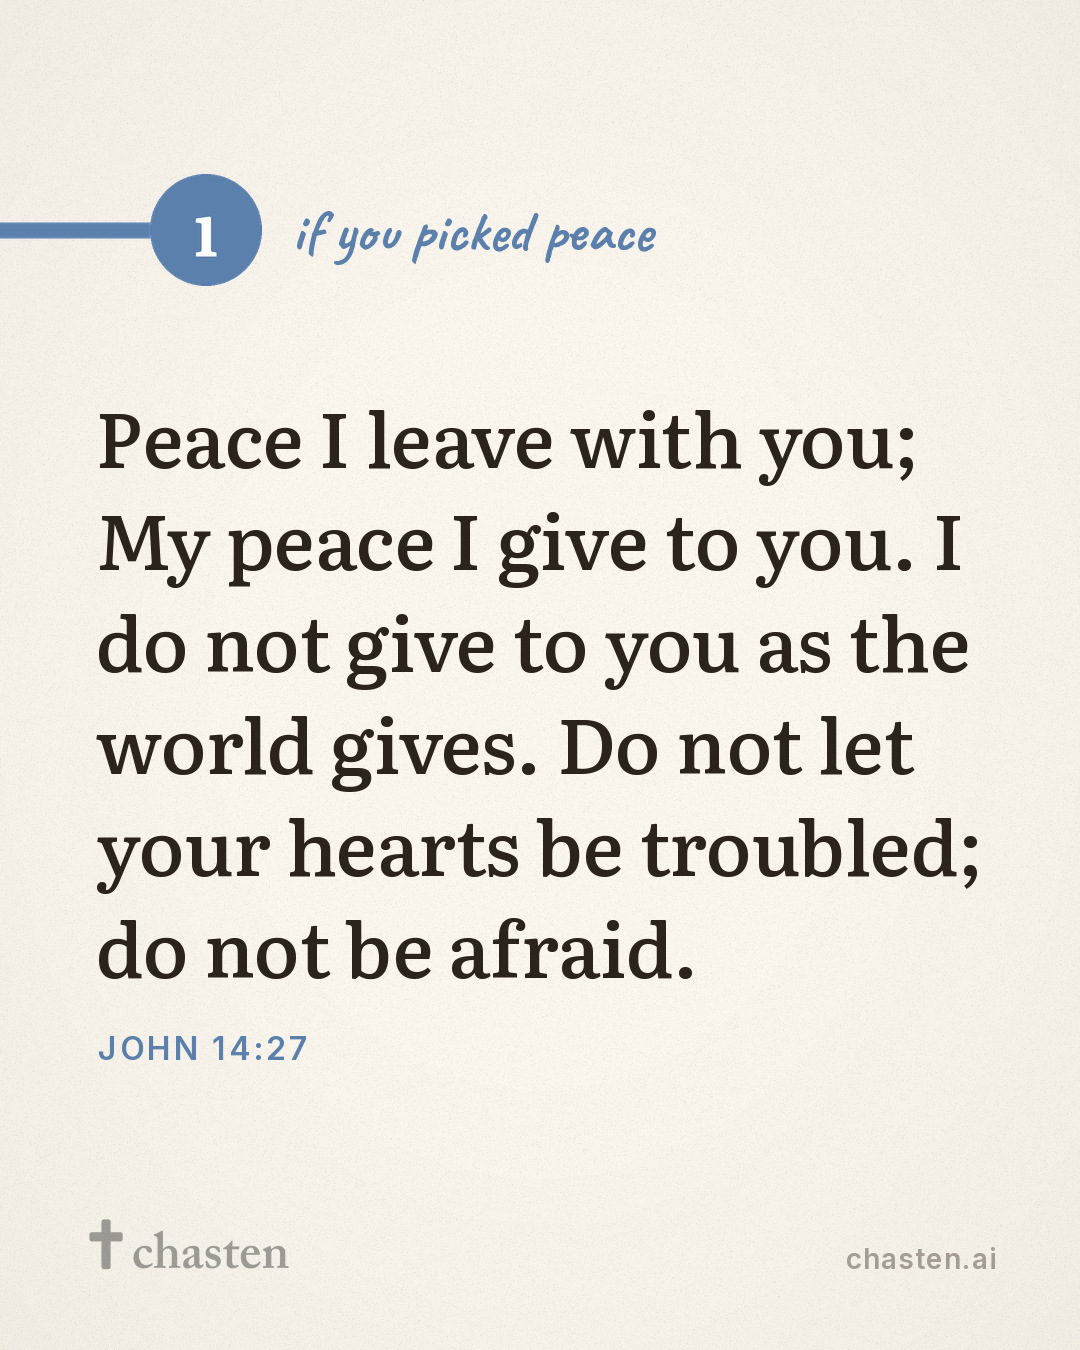 1
if you picked peace
Peace I leave with you;
My peace I give to you. I
do not give to you as the
world gives. Do not let
your hearts be troubled;
do not be afraid.
JOHN 14:27
chasten
chasten.ai